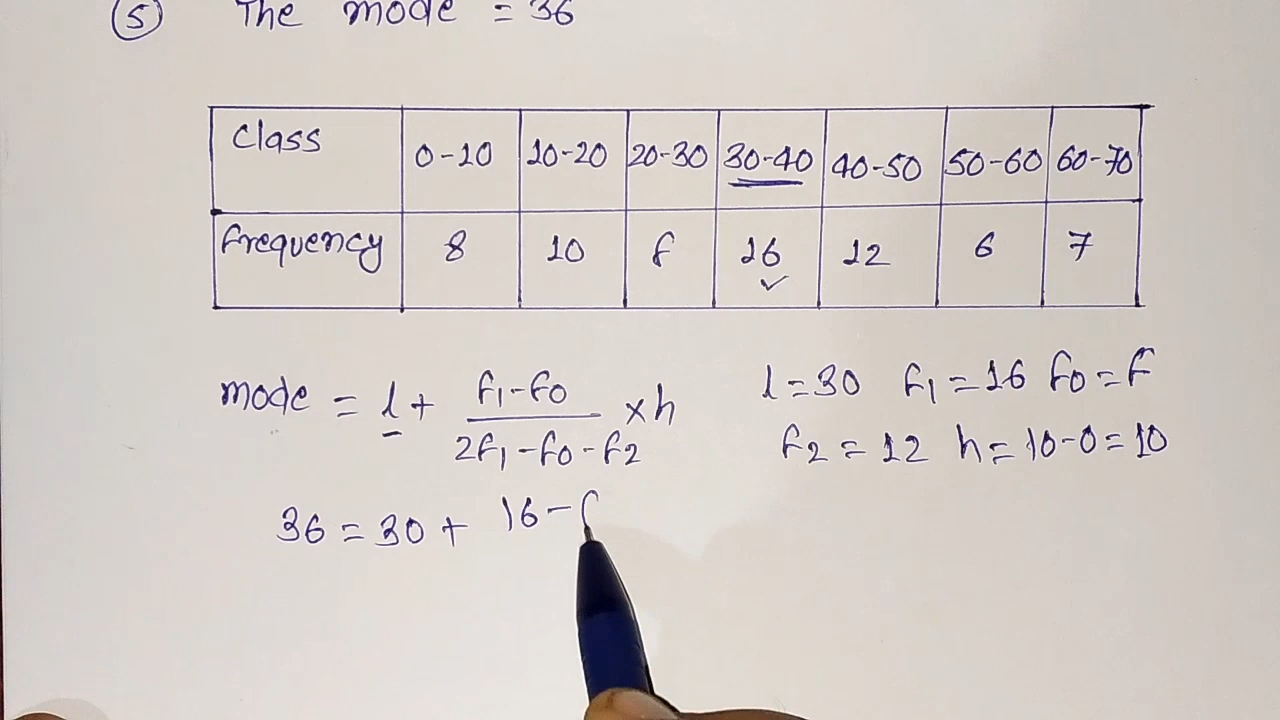 (5) The mode = 36
Class 0-10 10-20 20-30 30-40 40-50 50-60 60-70
Frequency 8 10 f 16 12 6 7
mode = l + f1-f0 / 2f1-f0-f2 × h l=30 f1=16 f0=f
f2=12 h=10-0=10
36 = 30 + 16-